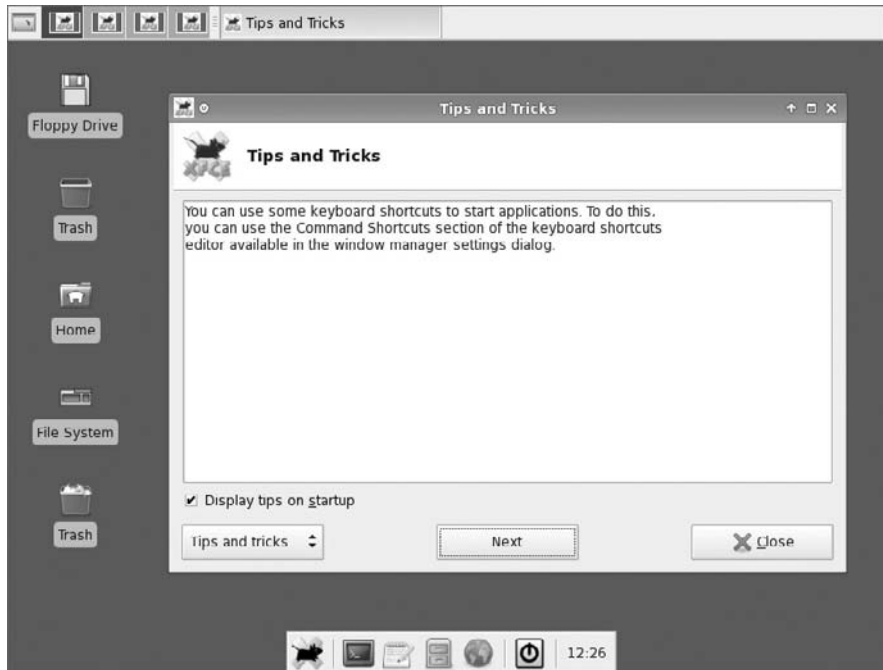 Tips and Tricks
Floppy Drive
Trash
Home
File System
Trash
Tips and Tricks
XFCE
Tips and Tricks
You can use some keyboard shortcuts to start applications. To do this,
you can use the Command Shortcuts section of the keyboard shortcuts
editor available in the window manager settings dialog.
Display tips on startup
Tips and tricks
Next
Close
12:26